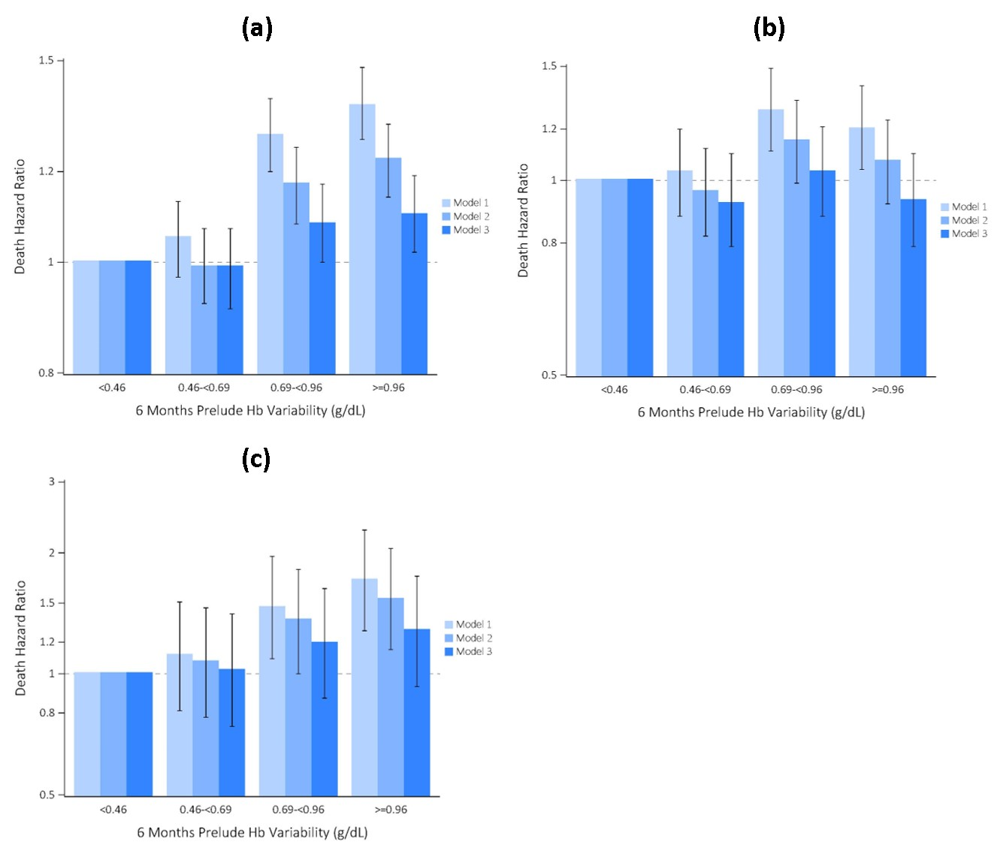 (a)
1.5
1.2
1
0.8
Death Hazard Ratio
<0.46
0.46-<0.69
0.69-<0.96
>=0.96
6 Months Prelude Hb Variability (g/dL)
Model 1
Model 2
Model 3
(b)
1.5
1.2
1
0.8
0.5
Death Hazard Ratio
<0.46
0.46-<0.69
0.69-<0.96
>=0.96
6 Months Prelude Hb Variability (g/dL)
Model 1
Model 2
Model 3
(c)
3
2
1.5
1.2
1
0.8
0.5
Death Hazard Ratio
<0.46
0.46-<0.69
0.69-<0.96
>=0.96
6 Months Prelude Hb Variability (g/dL)
Model 1
Model 2
Model 3